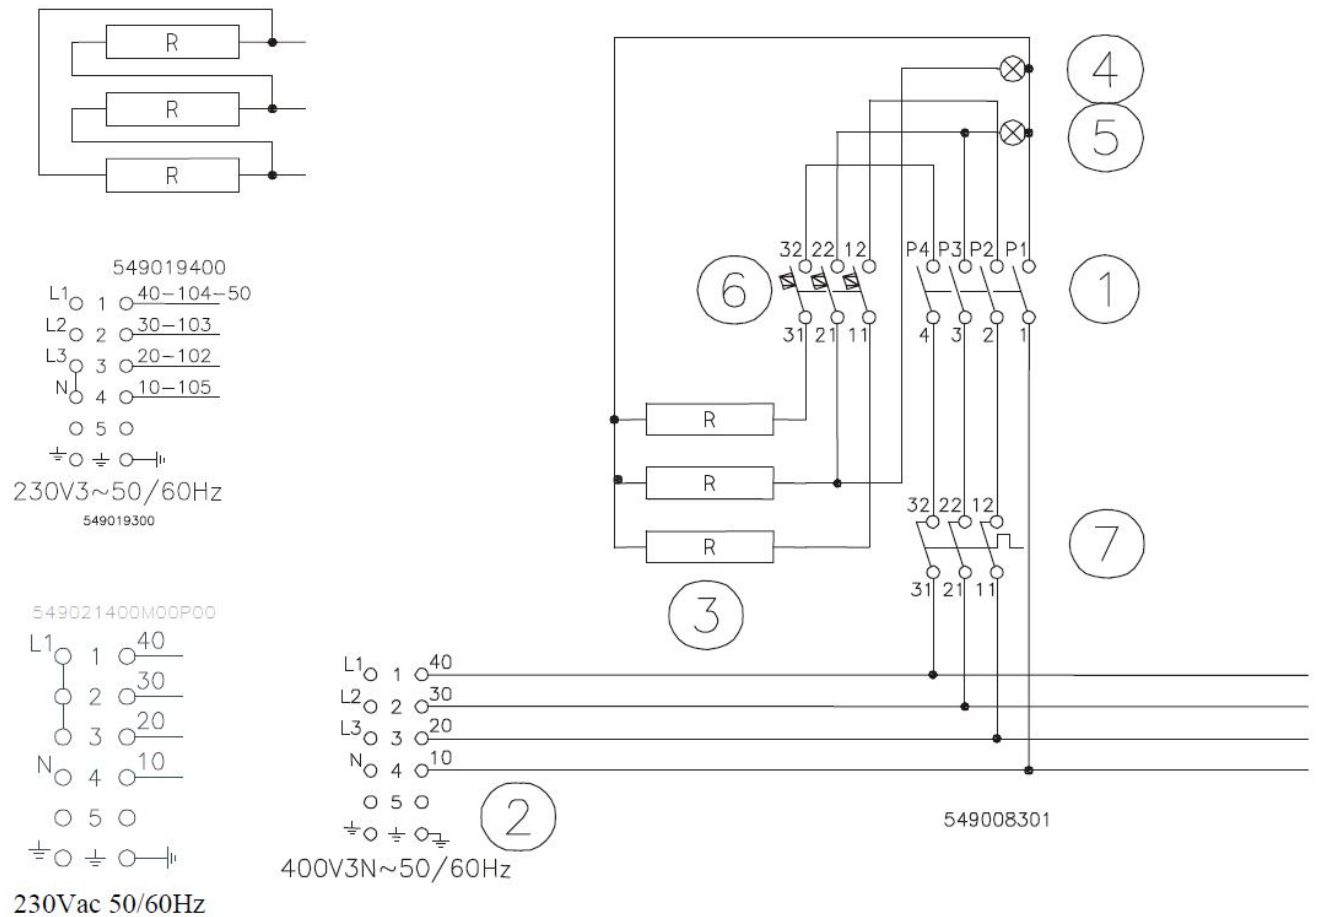 R
R
R
549019400
L1 1 40-104-50
L2 2 30-103
L3 3 20-102
N 4 10-105
5
230V3~50/60Hz
549019300
549021400M00P00
L1 1 40
2 30
3 20
N 4 10
5
230Vac 50/60Hz
4
5
32 22 12 P4 P3 P2 P1
6
1
31 21 11 4 3 2 1
R
R
R
3
32 22 12
7
31 21 11
L1 1 40
L2 2 30
L3 3 20
N 4 10
5
2
400V3N~50/60Hz
549008301